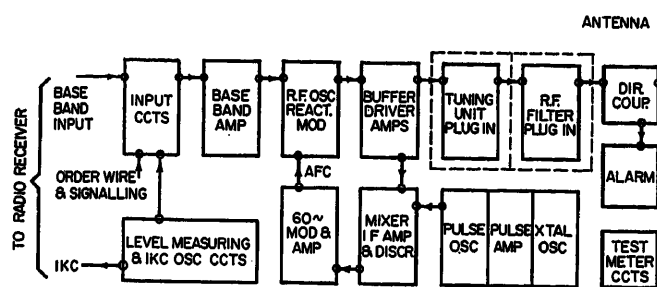 ANTENNA
BASE
BAND
INPUT
INPUT
CCTS
BASE
BAND
AMP
R.F. OSC
REACT.
MOD
BUFFER
DRIVER
AMPS
TUNING
UNIT
PLUG IN
R.F.
FILTER
PLUG IN
DIR.
COUP.
TO RADIO RECEIVER
ORDER WIRE
& SIGNALLING
AFC
ALARM
LEVEL MEASURING
& IKC OSC CCTS
IKC
60~
MOD &
AMP
MIXER
I F AMP
& DISCR.
PULSE
OSC
PULSE
AMP
XTAL
OSC
TEST
METER
CCTS